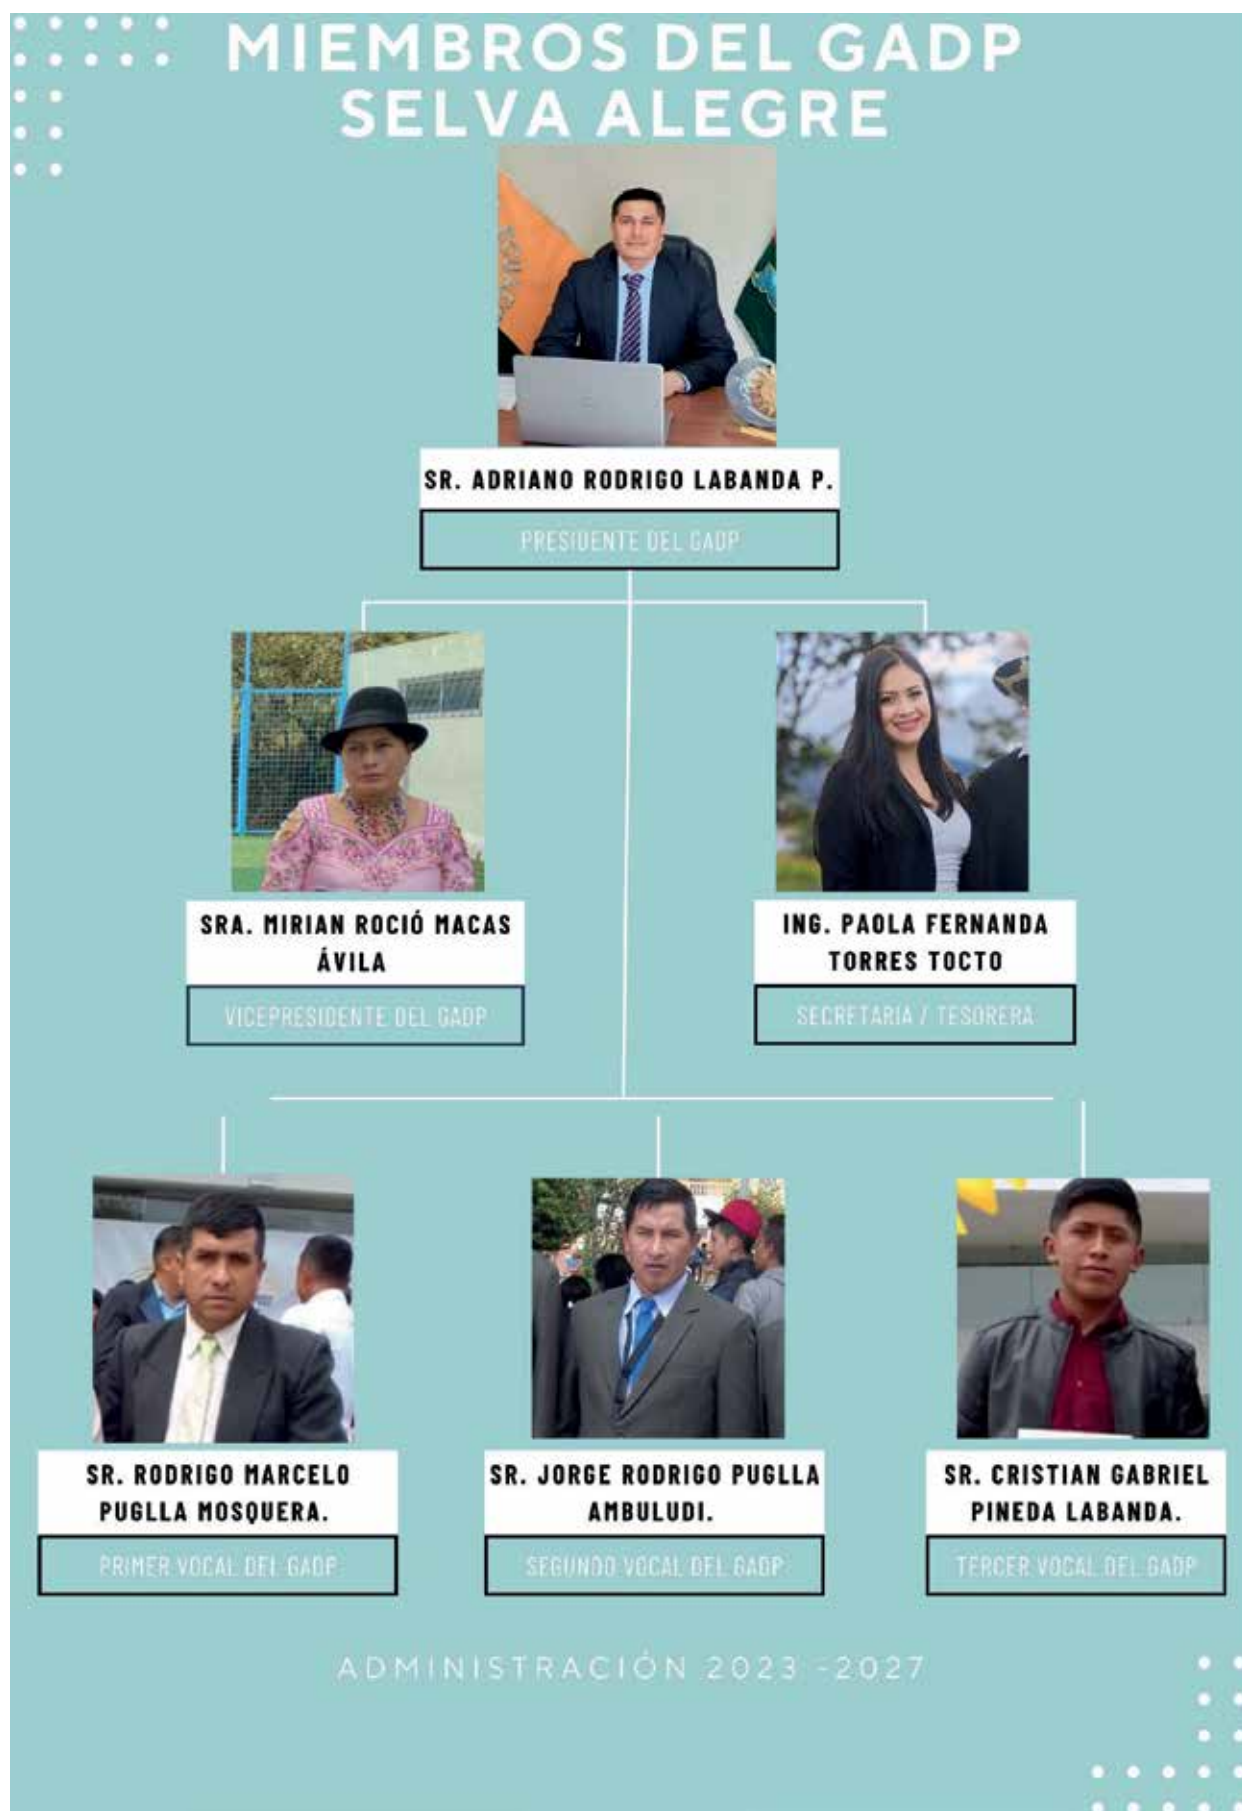 MIEMBROS DEL GADP
SELVA ALEGRE
SR. ADRIANO RODRIGO LABANDA P.
PRESIDENTE DEL GADP
SRA. MIRIAN ROCIÓ MACAS
ÁVILA
VICEPRESIDENTE DEL GADP
ING. PAOLA FERNANDA
TORRES TOCTO
SECRETARIA / TESORERA
SR. RODRIGO MARCELO
PUGLLA MOSQUERA.
PRIMER VOCAL DEL GADP
SR. JORGE RODRIGO PUGLLA
AMBULUDI.
SEGUNDO VOCAL DEL GADP
SR. CRISTIAN GABRIEL
PINEDA LABANDA.
TERCER VOCAL DEL GADP
ADMINISTRACIÓN 2023 -2027